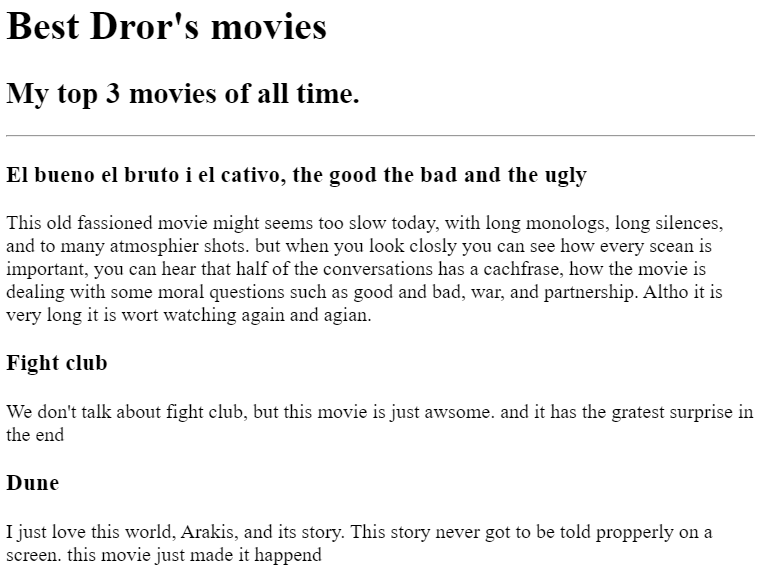 Best Dror's movies
My top 3 movies of all time.
El bueno el bruto i el cativo, the good the bad and the ugly
This old fassioned movie might seems too slow today, with long monologs, long silences,
and to many atmosphier shots. but when you look closly you can see how every scean is
important, you can hear that half of the conversations has a cachfrase, how the movie is
dealing with some moral questions such as good and bad, war, and partnership. Altho it is
very long it is wort watching again and agian.
Fight club
We don't talk about fight club, but this movie is just awsome. and it has the gratest surprise in
the end
Dune
I just love this world, Arakis, and its story. This story never got to be told propperly on a
screen. this movie just made it happend